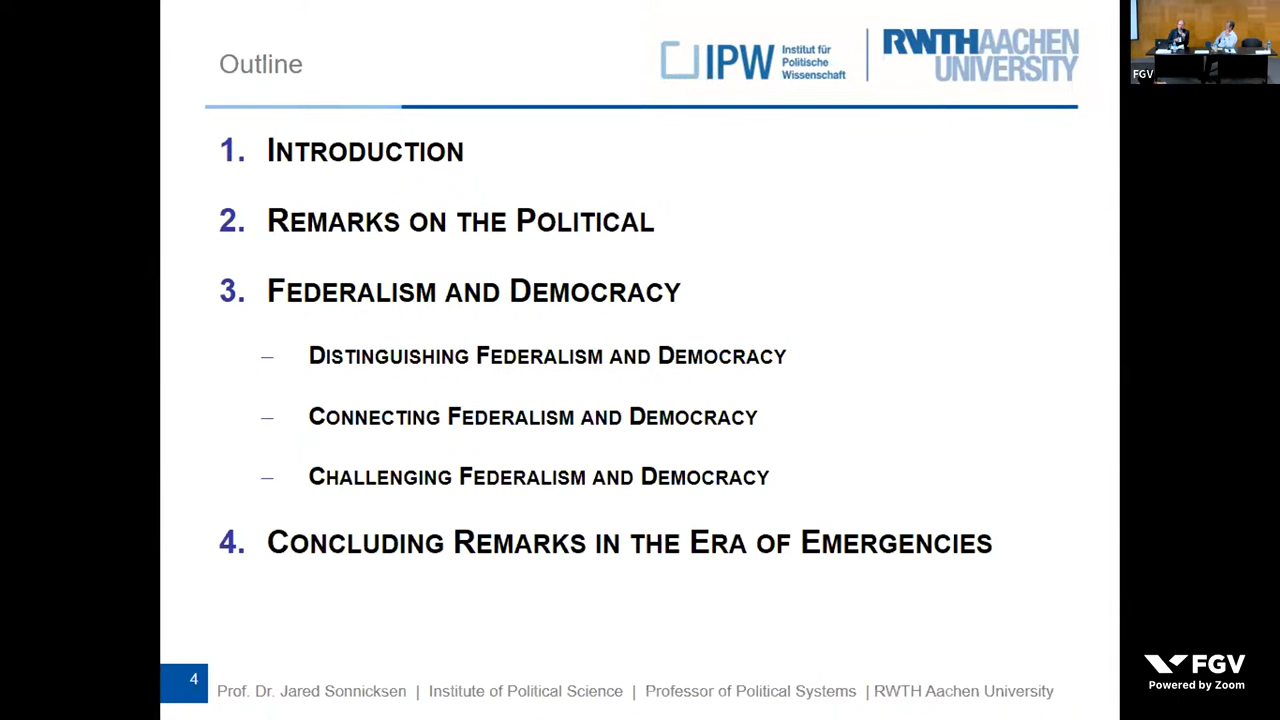 Outline
IPW
Institut für
Politische
Wissenschaft
RWTHAACHEN
UNIVERSITY
FGV
1. INTRODUCTION
2. REMARKS ON THE POLITICAL
3. FEDERALISM AND DEMOCRACY
– DISTINGUISHING FEDERALISM AND DEMOCRACY
– CONNECTING FEDERALISM AND DEMOCRACY
– CHALLENGING FEDERALISM AND DEMOCRACY
4. CONCLUDING REMARKS IN THE ERA OF EMERGENCIES
4
Prof. Dr. Jared Sonnicksen | Institute of Political Science | Professor of Political Systems | RWTH Aachen University
FGV
Powered by Zoom